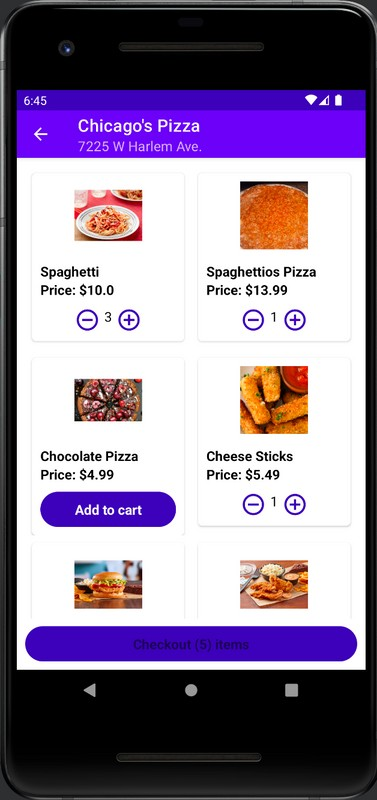 6:45
Chicago's Pizza
7225 W Harlem Ave.
Spaghetti
Price: $10.0
3
Spaghettios Pizza
Price: $13.99
1
Chocolate Pizza
Price: $4.99
Add to cart
Cheese Sticks
Price: $5.49
1
Checkout (5) Items